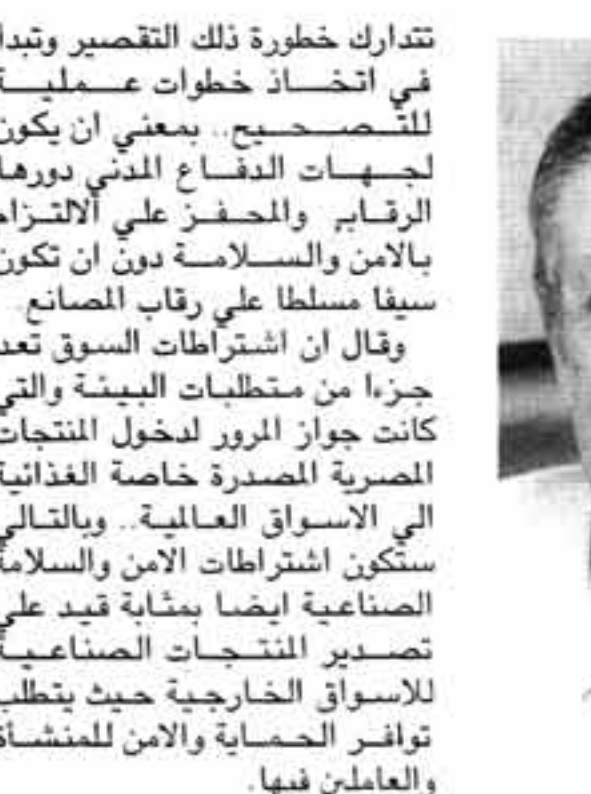 تتدارك خطورة ذلك التقصير وتبدا
في اتخاذ خطوات عملية
للتصحيح.. بمعني ان يكون
لجهات الدفاع المدني دورها
الرقابي والمحفز علي الالتزام
بالامن والسلامة دون ان تكون
سيفا مسلطا علي رقاب المصانع.
وقال ان اشتراطات السوق تعد
جزءا من متطلبات البيئة والتي
كانت جواز المرور لدخول المنتجات
المصرية المصدرة خاصة الغذائية
الي الاسواق العالمية.. وبالتالي
ستكون اشتراطات الامن والسلامة
الصناعية ايضا بمثابة قيد علي
تصدير المنتجات الصناعية
للاسواق الخارجية حيث يتطلب
توافر الحماية والامن للمنشأة
والعاملين فيها.